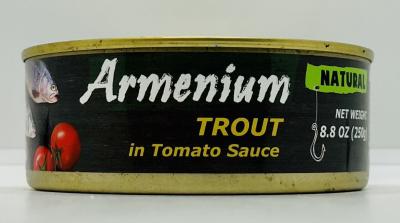 Armenium
NATURAL
TROUT
in Tomato Sauce
NET WEIGHT
8.8 OZ (250g)